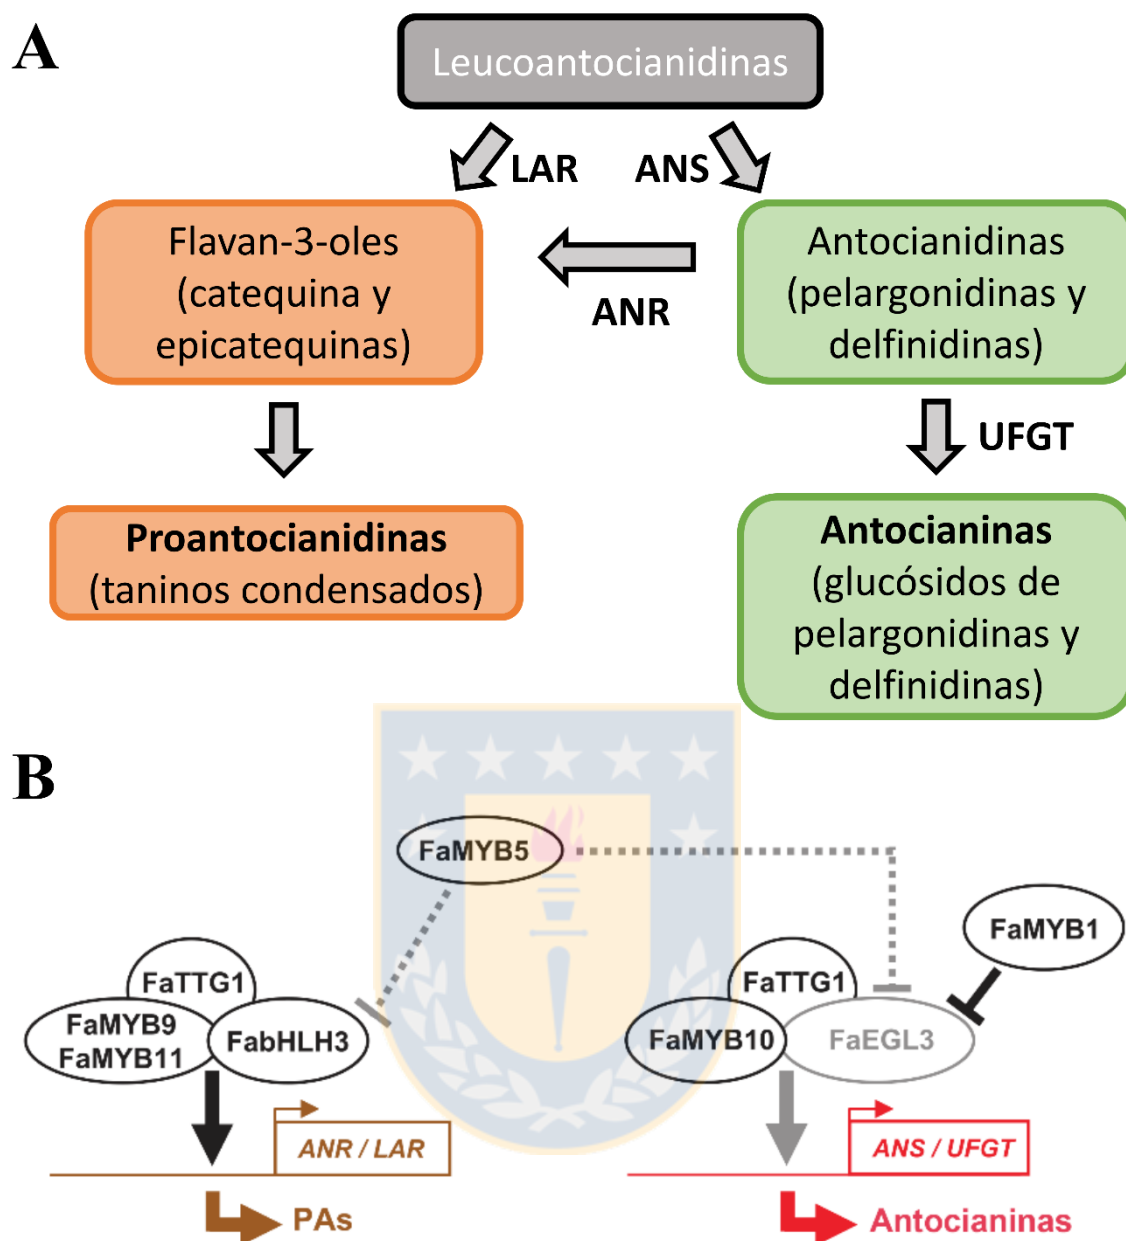 A
Leucoantocianidinas
LAR
ANS
Flavan-3-oles
(catequina y
epicatequinas)
ANR
Antocianidinas
(pelargonidinas y
delfinidinas)
UFGT
Proantocianidinas
(taninos condensados)
Antocianinas
(glucósidos de
pelargonidinas y
delfinidinas)
B
FaMYB5
FaMYB1
FaTTG1
FaMYB9
FaMYB11
FabHLH3
FaTTG1
FaMYB10
FaEGL3
ANR / LAR
PAs
ANS / UFGT
Antocianinas